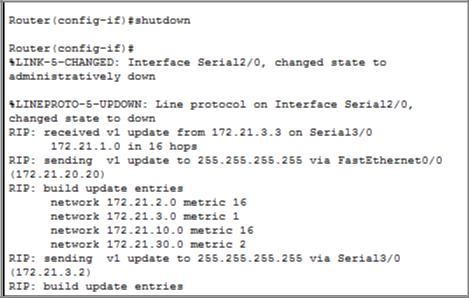 Router(config-if)#shutdown
Router(config-if)#
%LINK-5-CHANGED: Interface Serial2/0, changed state to
administratively down
%LINEPROTO-5-UPDOWN: Line protocol on Interface Serial2/0,
changed state to down
RIP: received v1 update from 172.21.3.3 on Serial3/0
172.21.1.0 in 16 hops
RIP: sending  v1 update to 255.255.255.255 via FastEthernet0/0
(172.21.20.20)
RIP: build update entries
network 172.21.2.0 metric 16
network 172.21.3.0 metric 1
network 172.21.10.0 metric 16
network 172.21.30.0 metric 2
RIP: sending  v1 update to 255.255.255.255 via Serial3/0
(172.21.3.2)
RIP: build update entries